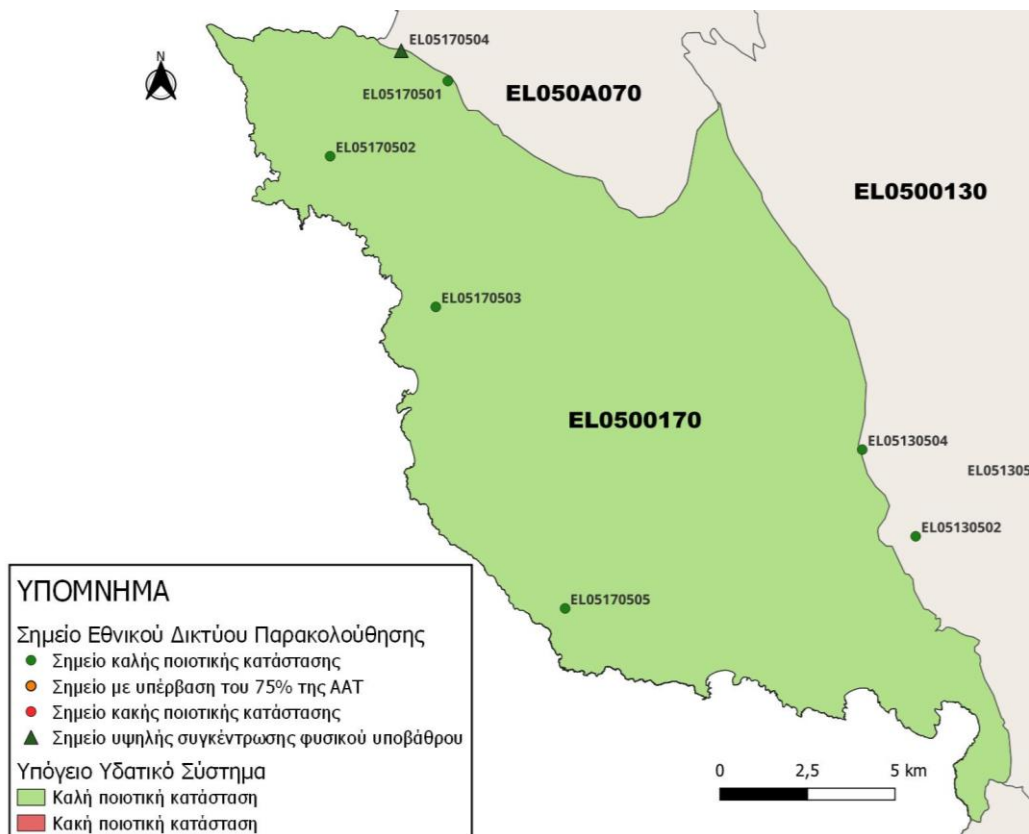 N
EL05170504
EL05170501
EL050A070
EL05170502
EL0500130
EL05170503
EL0500170
EL05130504
EL051305
EL05130502
EL05170505
ΥΠΟΜΝΗΜΑ
Σημείο Εθνικού Δικτύου Παρακολούθησης
Σημείο καλής ποιοτικής κατάστασης
Σημείο με υπέρβαση του 75% της ΑΑΤ
Σημείο κακής ποιοτικής κατάστασης
Σημείο υψηλής συγκέντρωσης φυσικού υποβάθρου
Υπόγειο Υδατικό Σύστημα
Καλή ποιοτική κατάσταση
Κακή ποιοτική κατάσταση
0 2,5 5 km